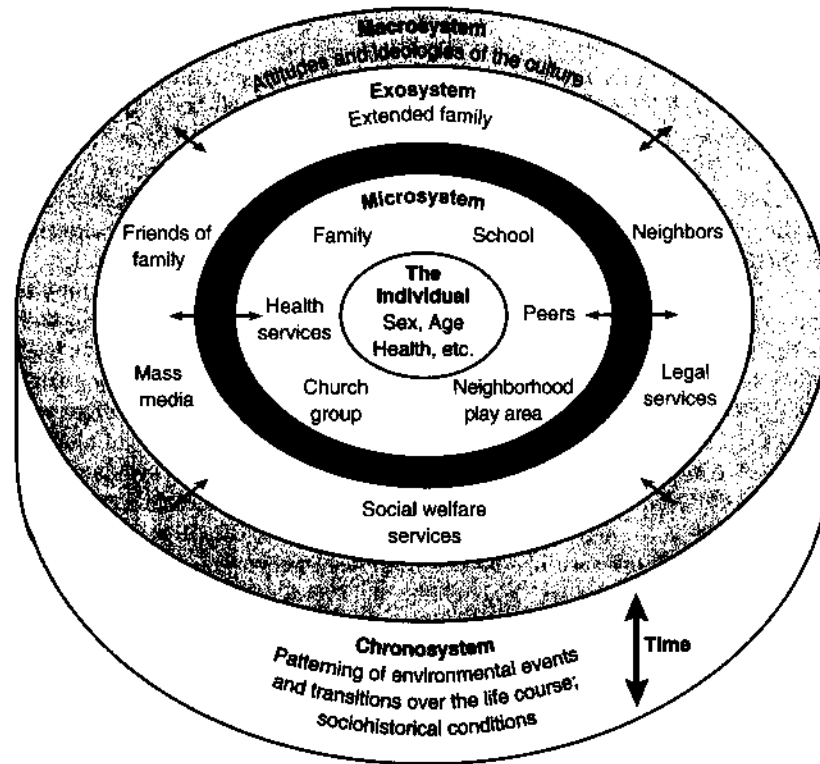 Macrosystem
Attitudes and Ideologies of the culture
Exosystem
Extended family
Microsystem
Friends of
family
Family
School
Neighbors
The
Individual
Sex, Age
Health, etc.
Health
services
Peers
Mass
media
Church
group
Neighborhood
play area
Legal
services
Social welfare
services
Chronosystem
Patterning of environmental events
and transitions over the life course;
sociohistorical conditions
Time